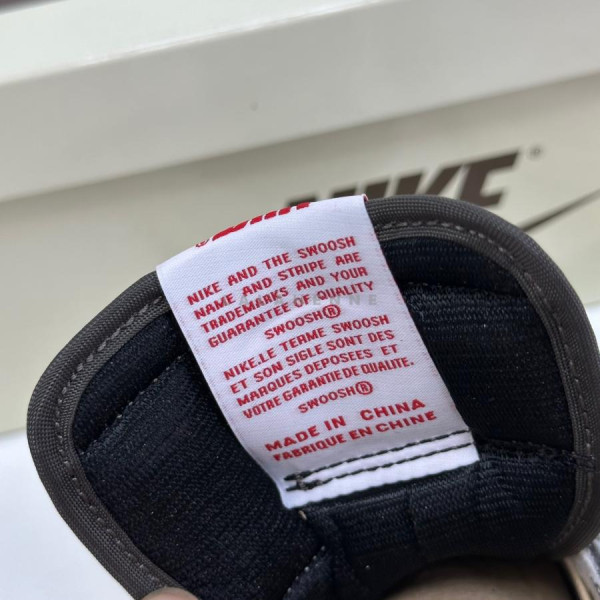 NIKE
®
NIKE AND THE SWOOSH
NAME AND STRIPE ARE
TRADEMARKS AND YOUR
GUARANTEE OF QUALITY
SWOOSH®
NIKE.LE TERME SWOOSH
ET SON SIGLE SONT DES
MARQUES DEPOSEES ET
VOTRE GARANTIE DE QUALITE.
SWOOSH®
MADE IN CHINA
FABRIQUE EN CHINE